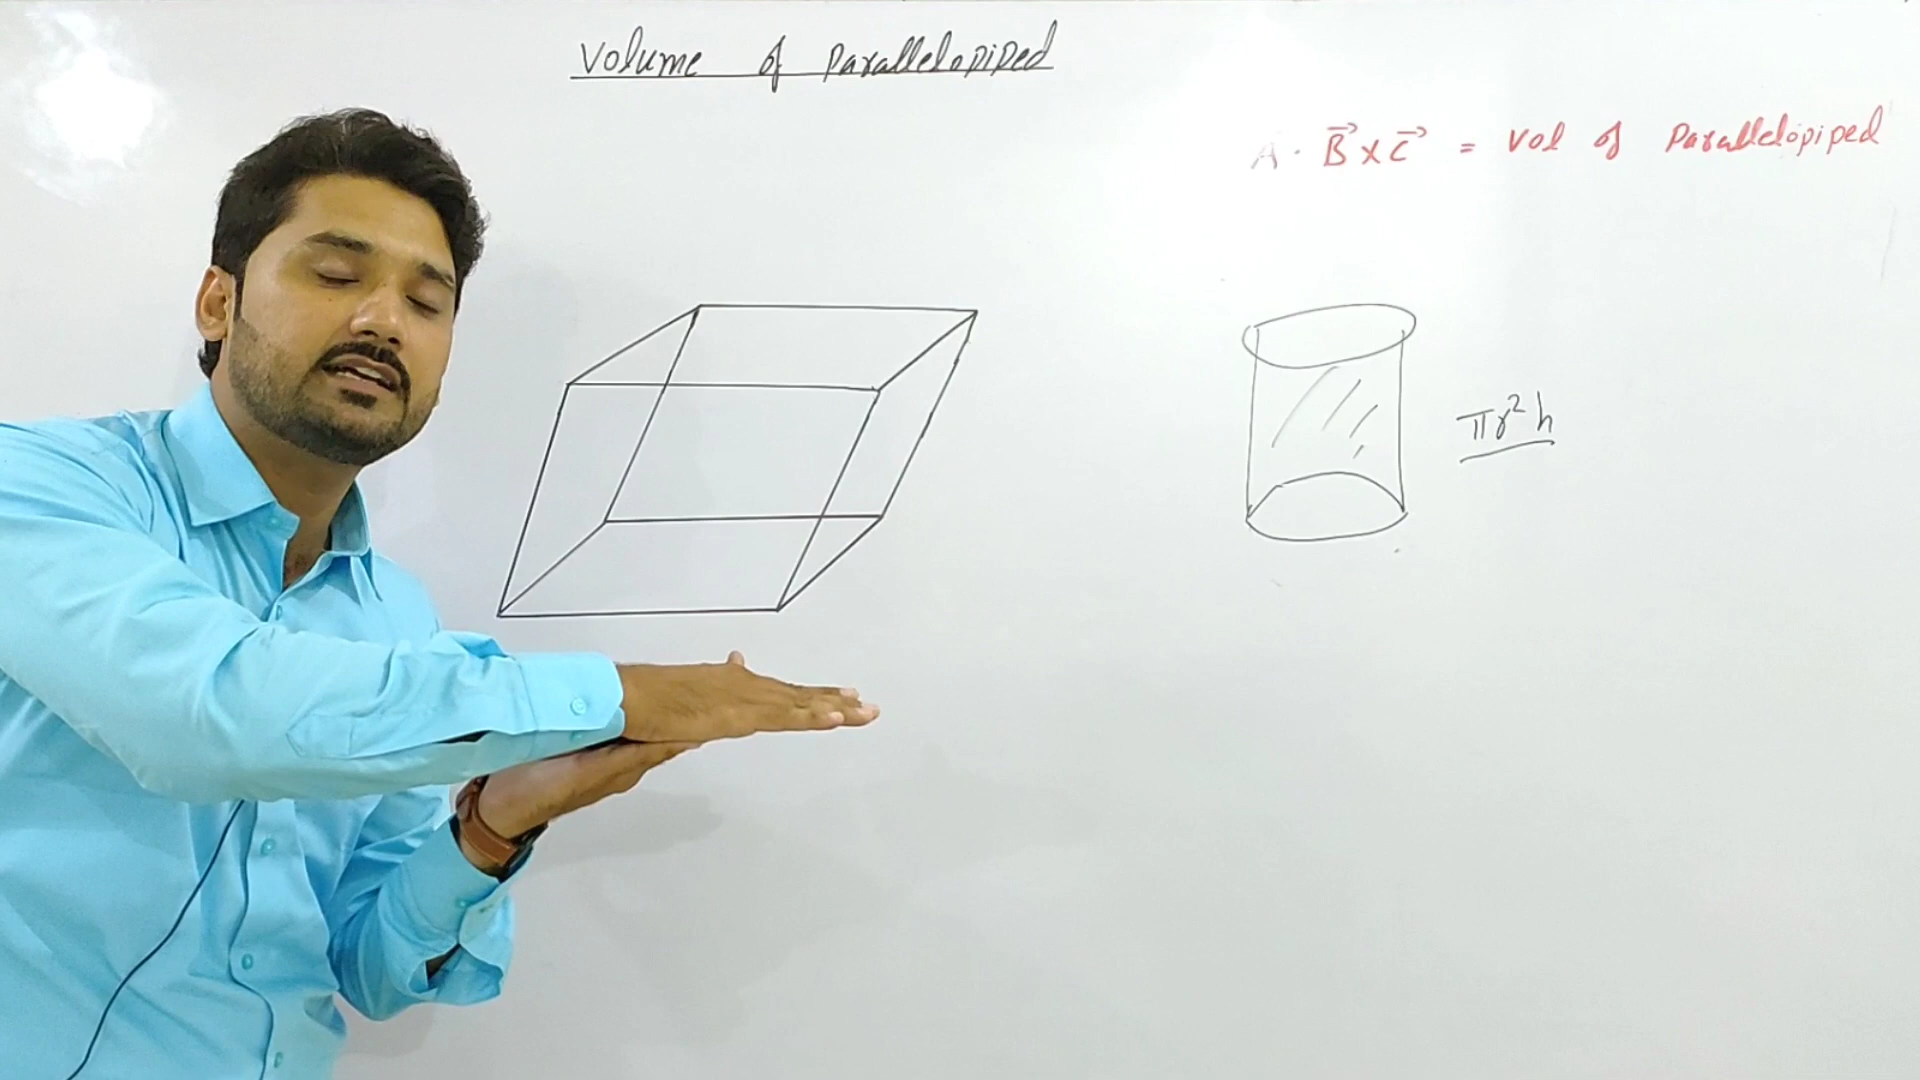 Volume of Parallelopiped
A · B⃗ × C⃗ = Vol of Parallelopiped
πr²h